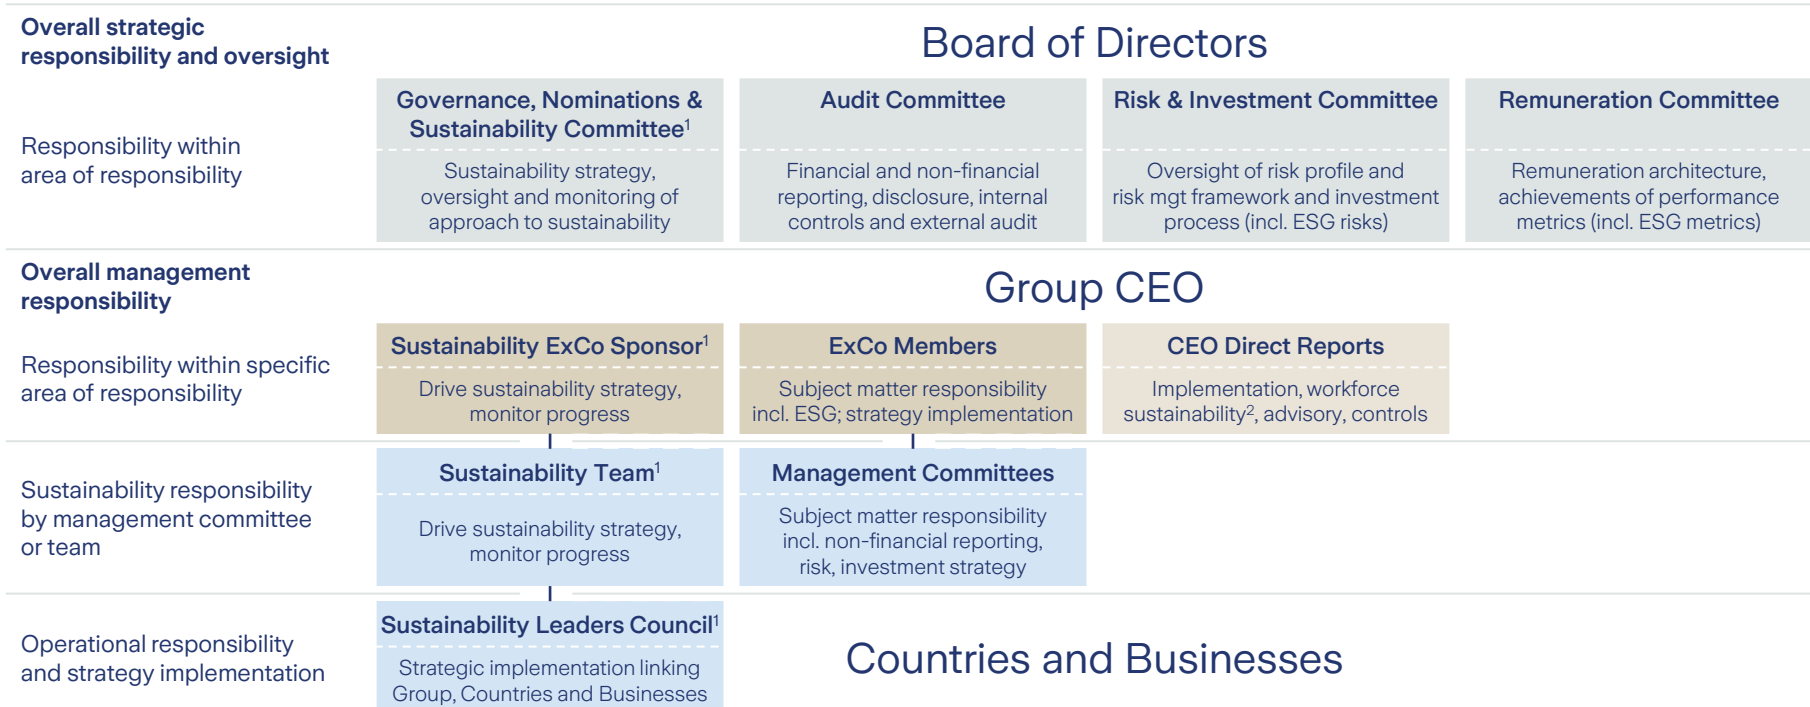 Overall strategic
responsibility and oversight
Board of Directors
Responsibility within
area of responsibility
Governance, Nominations &
Sustainability Committee¹
Sustainability strategy,
oversight and monitoring of
approach to sustainability
Audit Committee
Financial and non-financial
reporting, disclosure, internal
controls and external audit
Risk & Investment Committee
Oversight of risk profile and
risk mgt framework and investment
process (incl. ESG risks)
Remuneration Committee
Remuneration architecture,
achievements of performance
metrics (incl. ESG metrics)
Overall management
responsibility
Group CEO
Responsibility within specific
area of responsibility
Sustainability ExCo Sponsor¹
Drive sustainability strategy,
monitor progress
ExCo Members
Subject matter responsibility
incl. ESG; strategy implementation
CEO Direct Reports
Implementation, workforce
sustainability², advisory, controls
Sustainability responsibility
by management committee
or team
Sustainability Team¹
Drive sustainability strategy,
monitor progress
Management Committees
Subject matter responsibility
incl. non-financial reporting,
risk, investment strategy
Operational responsibility
and strategy implementation
Sustainability Leaders Council¹
Strategic implementation linking
Group, Countries and Businesses
Countries and Businesses